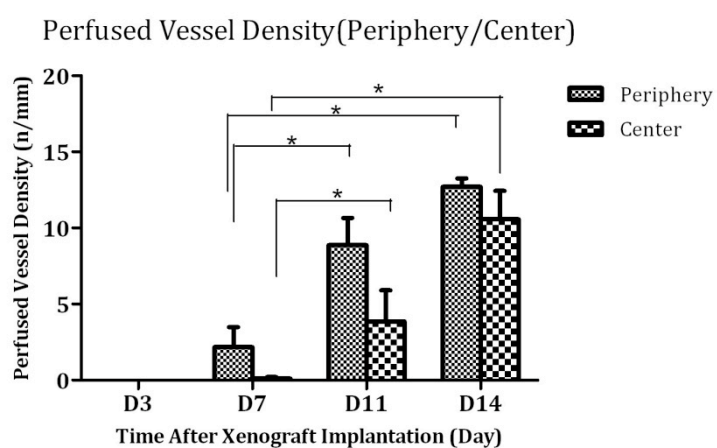 Perfused Vessel Density(Periphery/Center)
Perfused Vessel Density (n/mm)
20
15
10
5
0
*
*
*
*
Periphery
Center
D3 D7 D11 D14
Time After Xenograft Implantation (Day)